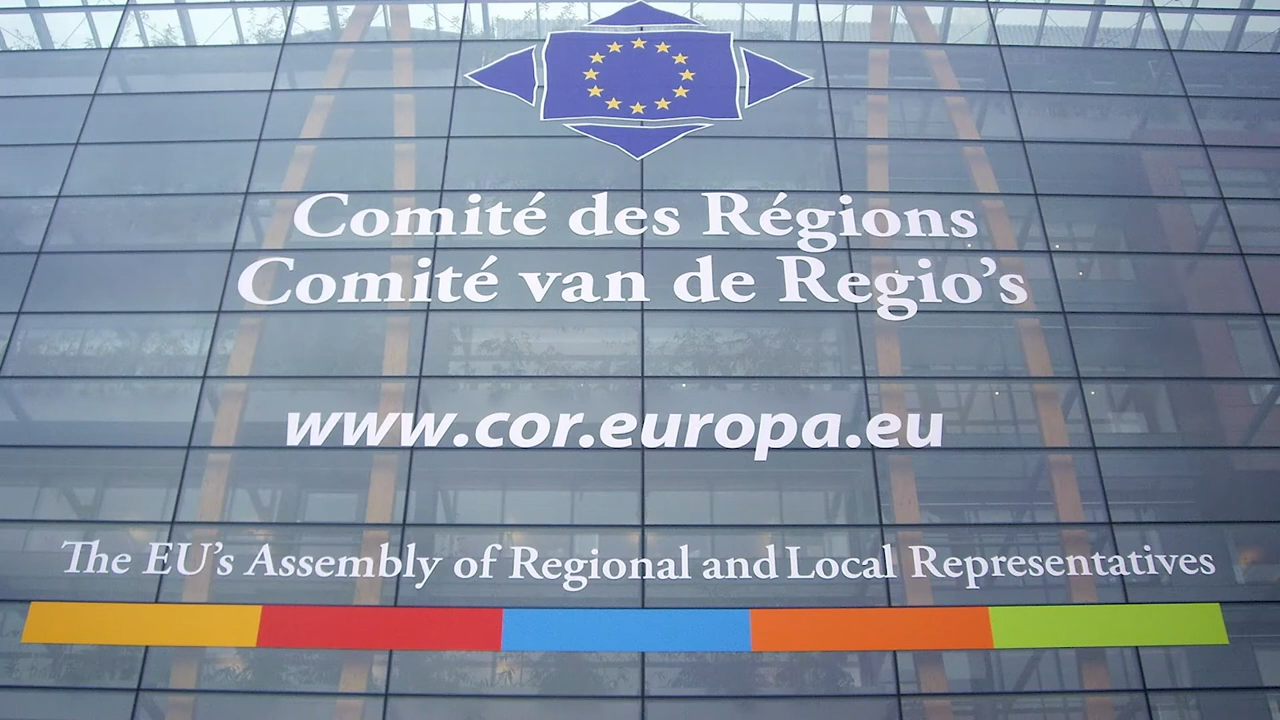 Comité des Régions
Comité van de Regio's
www.cor.europa.eu
The EU's Assembly of Regional and Local Representatives